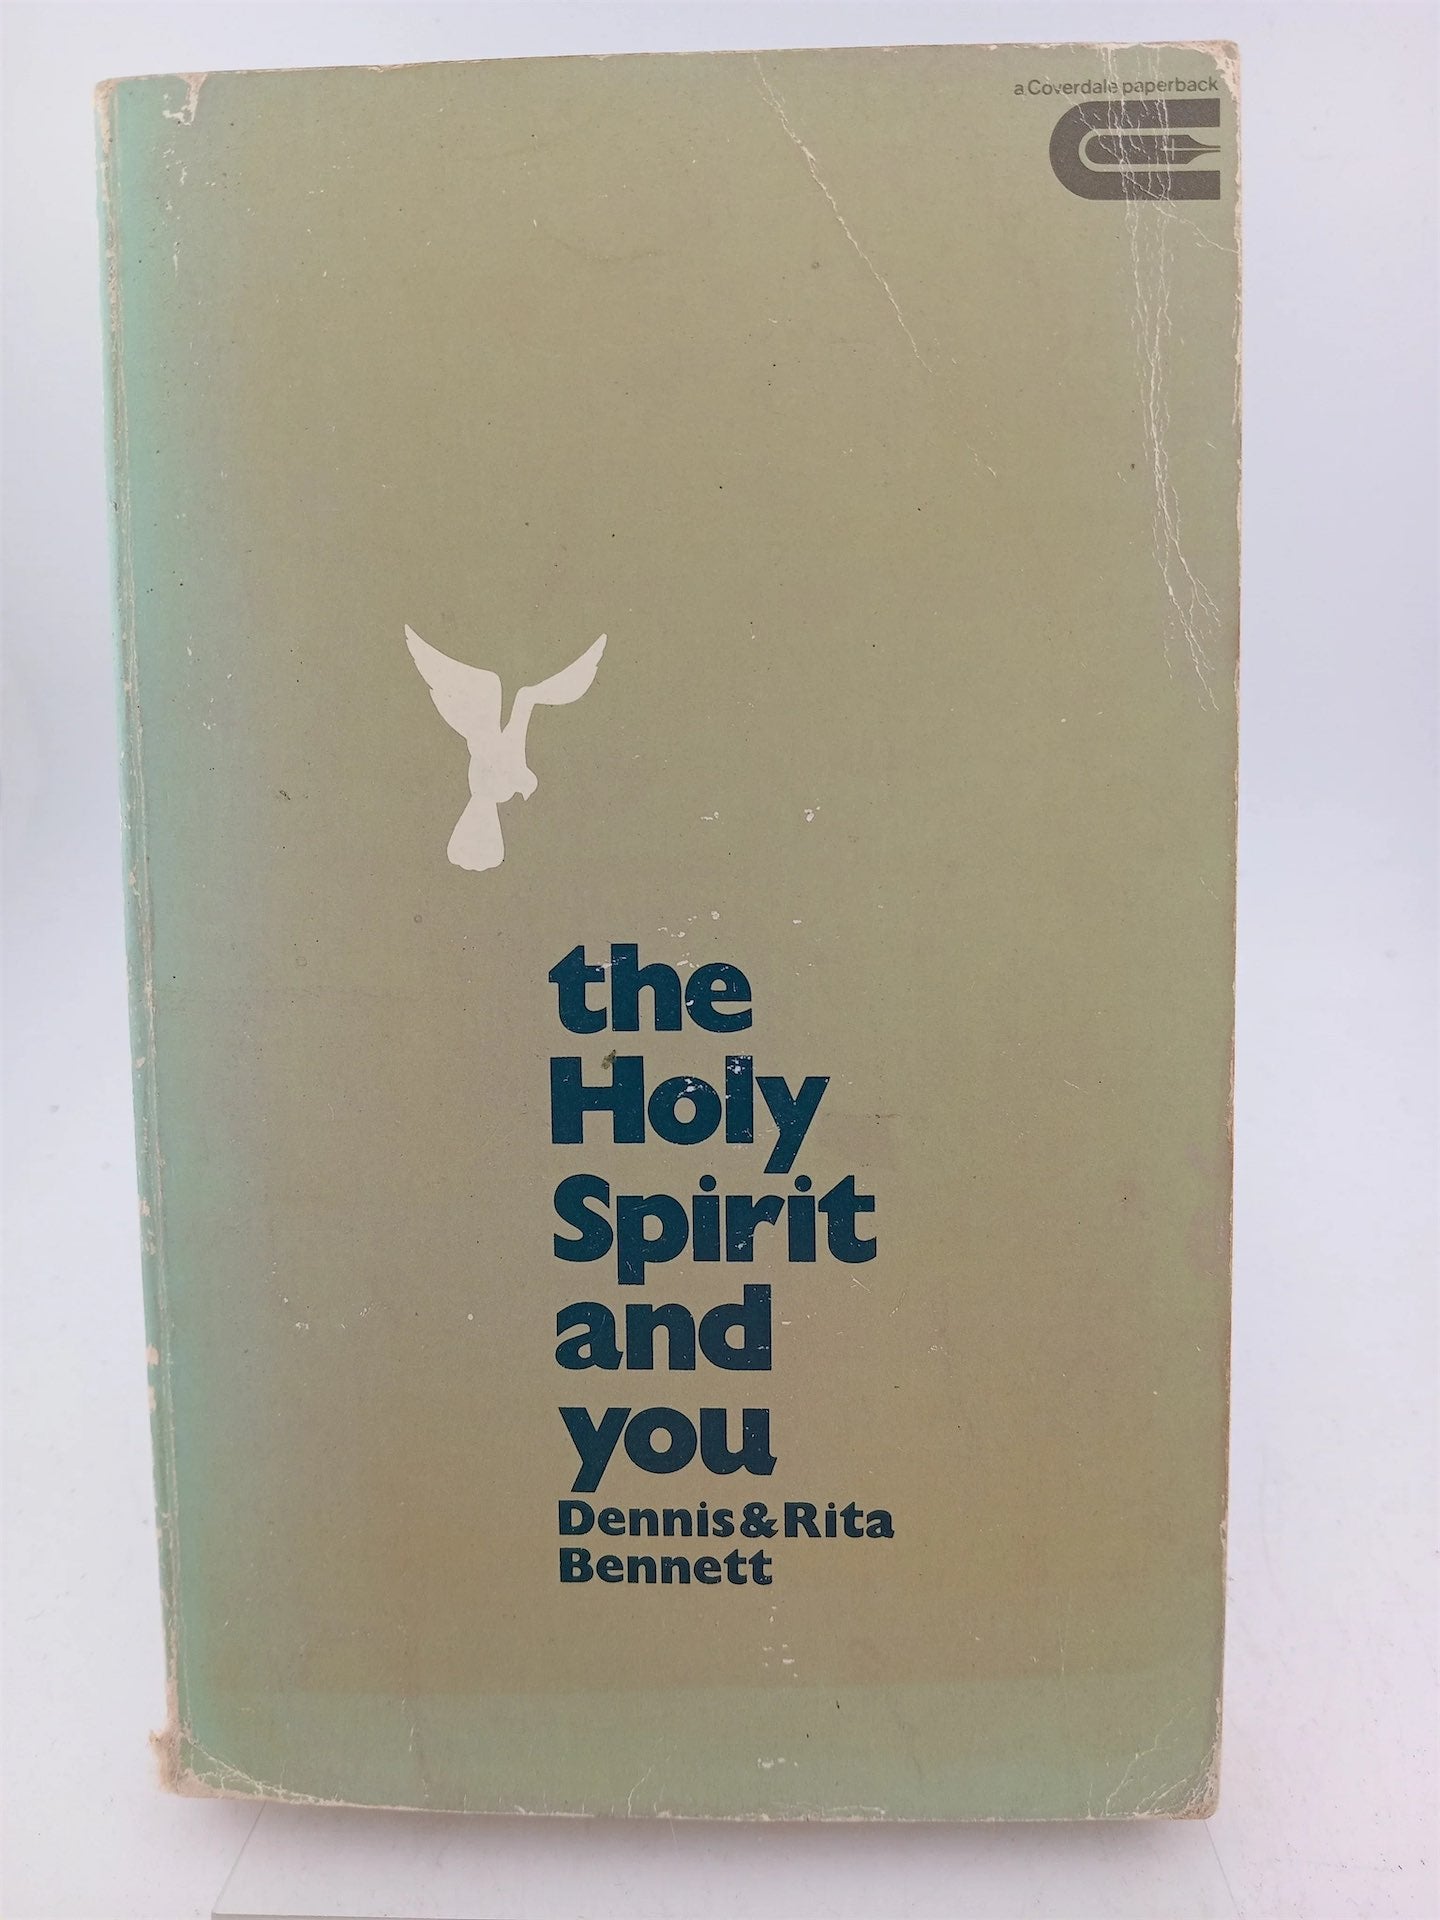 a Coverdale paperback
the
Holy
Spirit
and
you
Dennis & Rita
Bennett